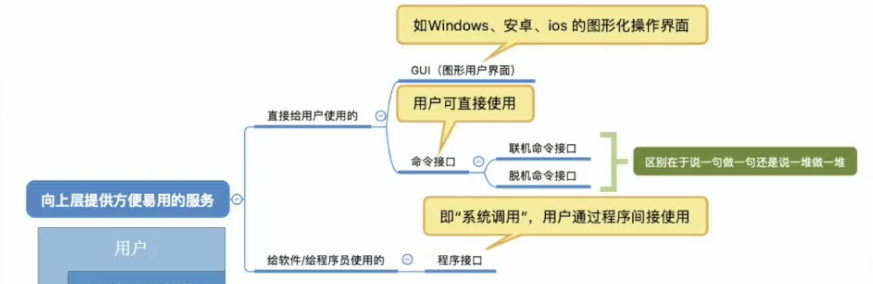 如Windows、安卓、ios 的图形化操作界面
GUI（图形用户界面）
用户可直接使用
直接给用户使用的
联机命令接口
命令接口
区别在于说一句做一句还是说一堆做一堆
脱机命令接口
向上层提供方便易用的服务
即“系统调用”，用户通过程序间接使用
用户
给软件/给程序员使用的
程序接口